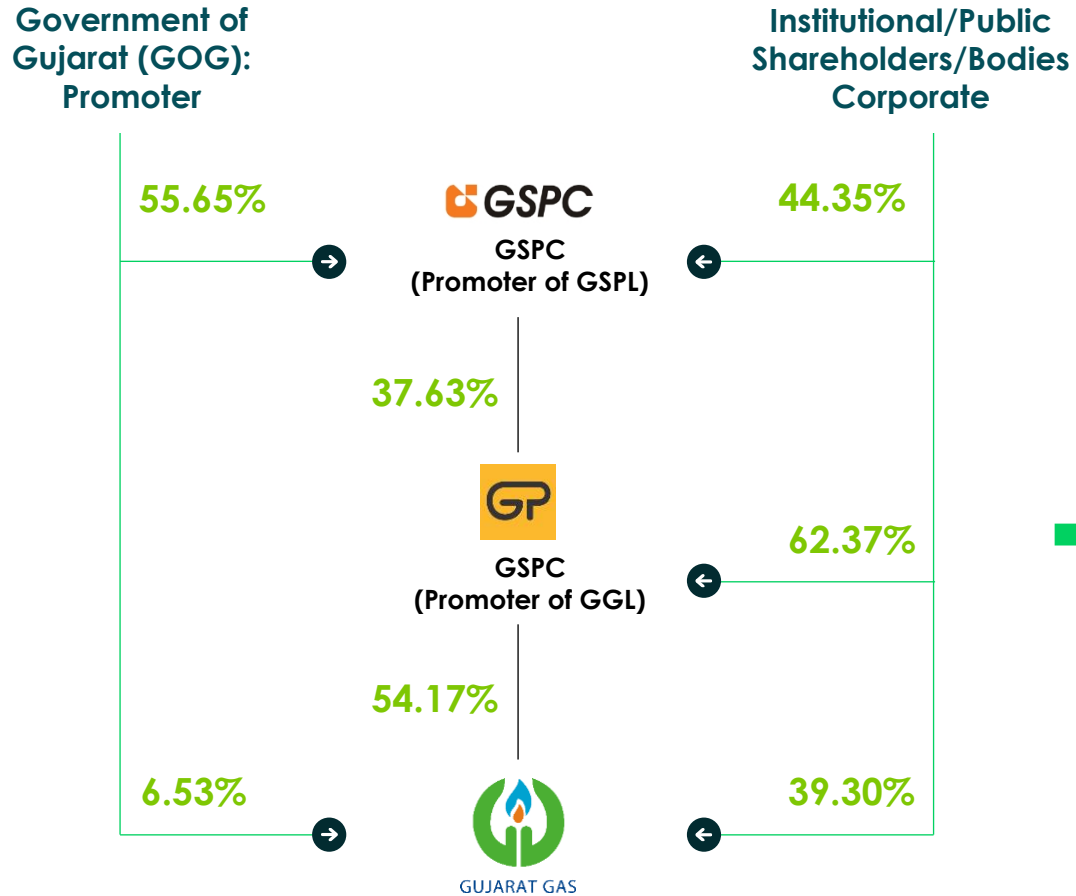 Government of
Gujarat (GOG):
Promoter
Institutional/Public
Shareholders/Bodies
Corporate
55.65%
GSPC
44.35%
GSPC
(Promoter of GSPL)
37.63%
GP
62.37%
GSPC
(Promoter of GGL)
54.17%
6.53%
39.30%
GUJARAT GAS